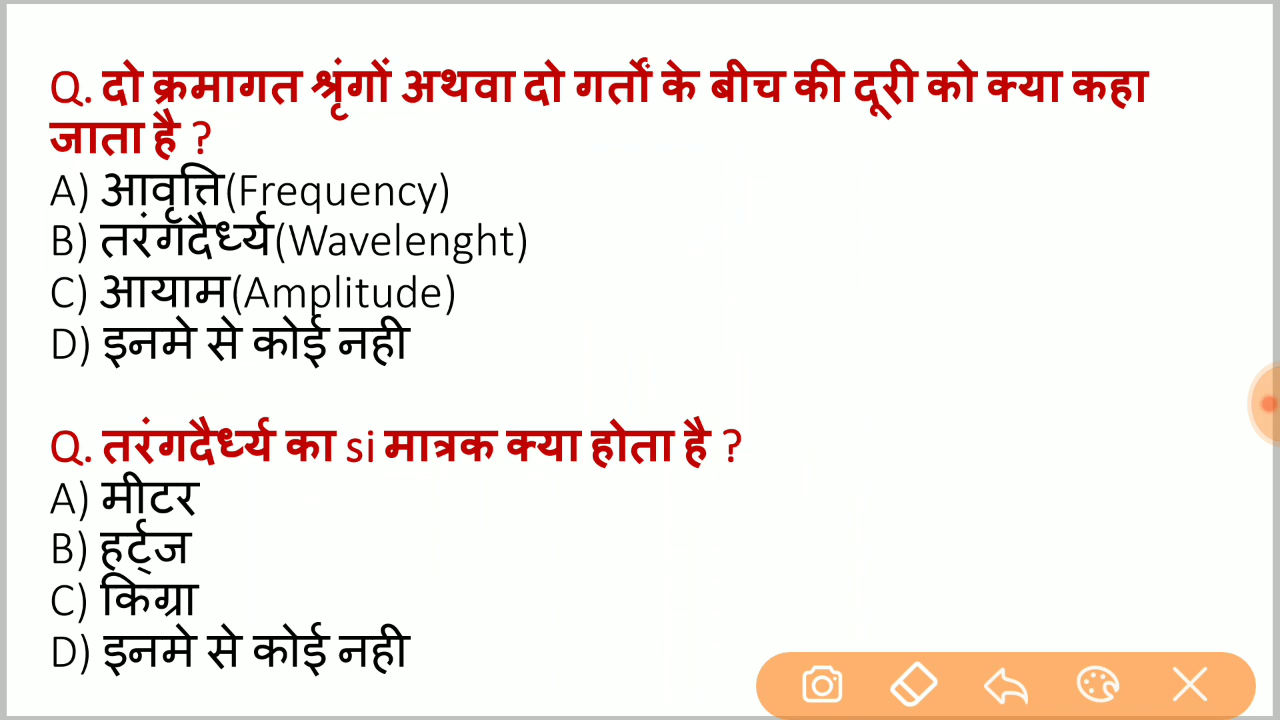 Q. दो क्रमागत श्रृंगों अथवा दो गर्तों के बीच की दूरी को क्या कहा
जाता है ?
A) आवृत्ति(Frequency)
B) तरंगदैर्ध्य(Wavelenght)
C) आयाम(Amplitude)
D) इनमे से कोई नही
Q. तरंगदैर्ध्य का si मात्रक क्या होता है ?
A) मीटर
B) हर्ट्ज
C) किग्रा
D) इनमे से कोई नही